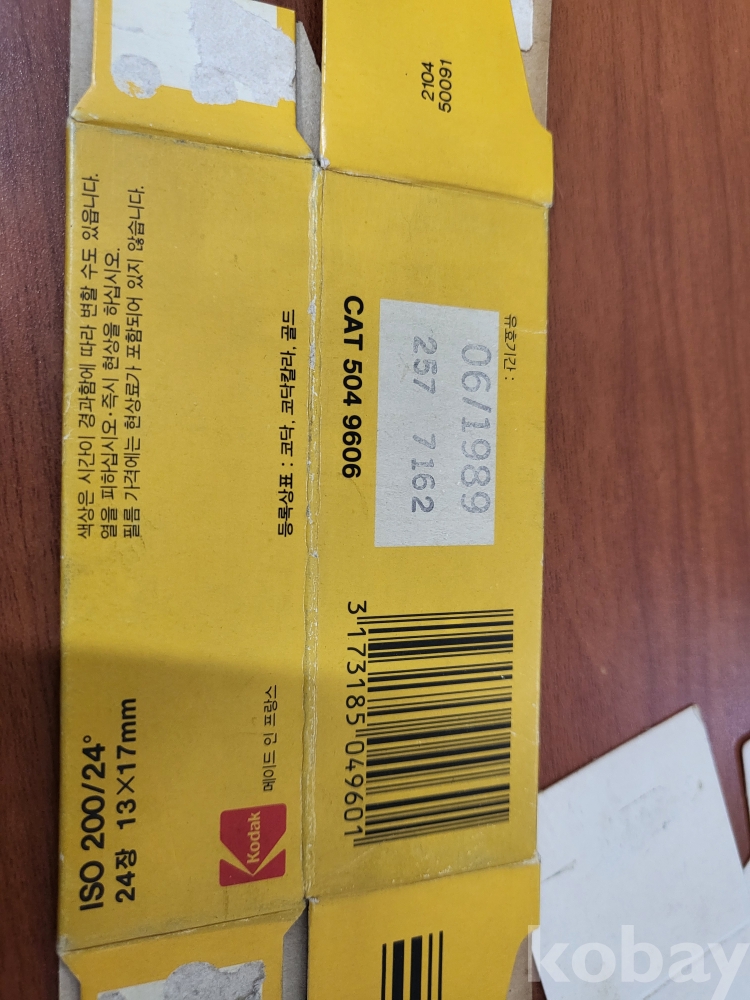 색상은 시간이 경과함에 따라 변할 수도 있읍니다.
열을 피하십시오·즉시 현상을 하십시오.
필름 가격에는 현상료가 포함되어 있지 않습니다.
등록상표 : 코닥, 코닥칼라, 골드
ISO 200/24°
24장 13×17mm
Kodak
메이드 인 프랑스
2104
50091
CAT 504 9606
257 7162
06/1989
유효기간 :
3 173185 049601
kobay